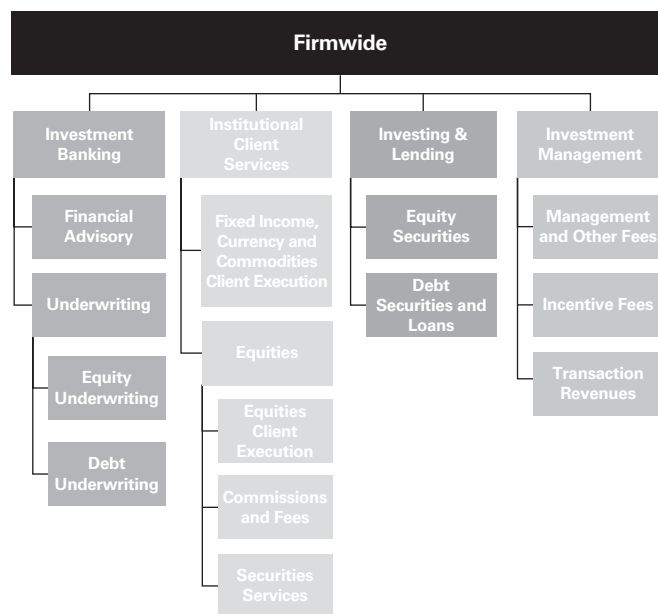 Firmwide
Investment
Banking
Financial
Advisory
Underwriting
Equity
Underwriting
Debt
Underwriting
Institutional
Client
Services
Fixed Income,
Currency and
Commodities
Client Execution
Equities
Equities
Client
Execution
Commissions
and Fees
Securities
Services
Investing &
Lending
Equity
Securities
Debt
Securities and
Loans
Investment
Management
Management
and Other Fees
Incentive Fees
Transaction
Revenues